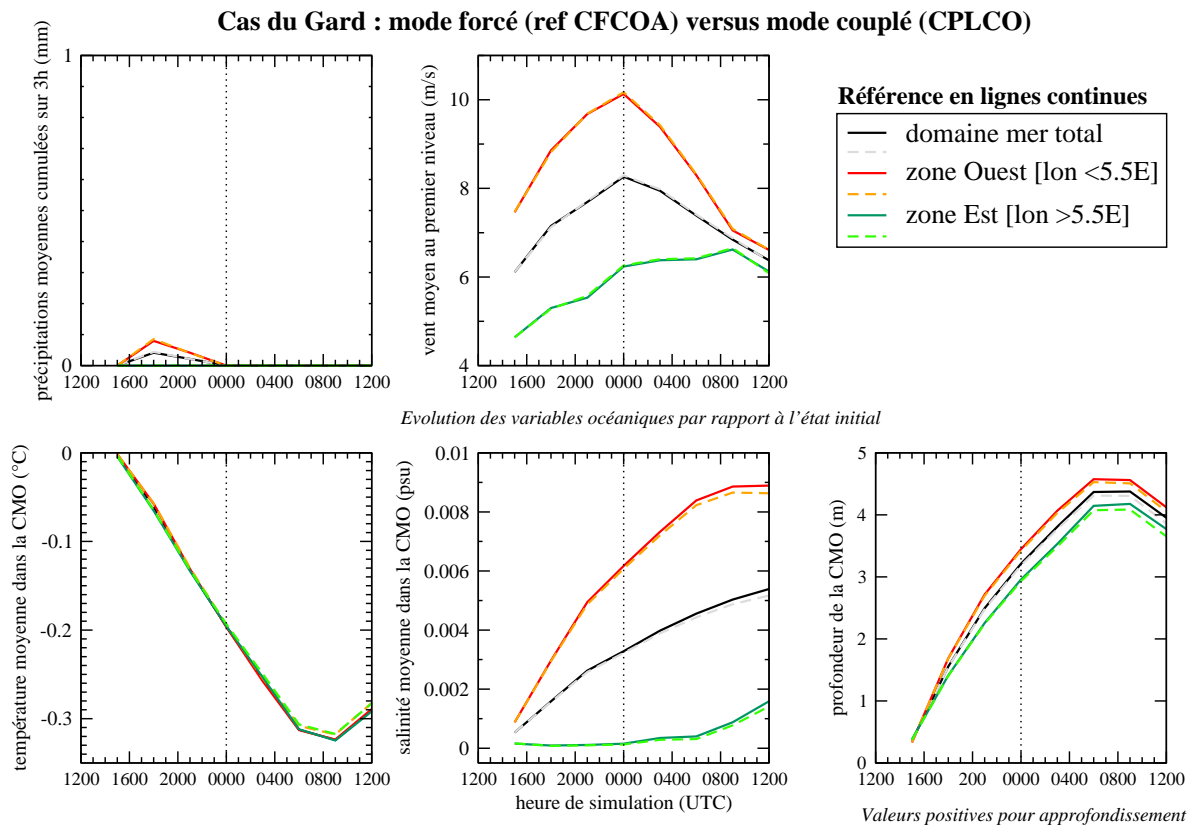 Cas du Gard : mode forcé (ref CFCOA) versus mode couplé (CPLCO)
précipitations moyennes cumulées sur 3h (mm)
1
0
1200 1600 2000 0000 0400 0800 1200
vent moyen au premier niveau (m/s)
10
8
6
4
1200 1600 2000 0000 0400 0800 1200
Référence en lignes continues
domaine mer total
zone Ouest [lon <5.5E]
zone Est [lon >5.5E]
Evolution des variables océaniques par rapport à l'état initial
température moyenne dans la CMO (°C)
0
-0.1
-0.2
-0.3
1200 1600 2000 0000 0400 0800 1200
salinité moyenne dans la CMO (psu)
0.01
0.008
0.006
0.004
0.002
0
1200 1600 2000 0000 0400 0800 1200
heure de simulation (UTC)
profondeur de la CMO (m)
5
4
3
2
1
0
1200 1600 200 0000 0400 0800 1200
Valeurs positives pour approfondissement